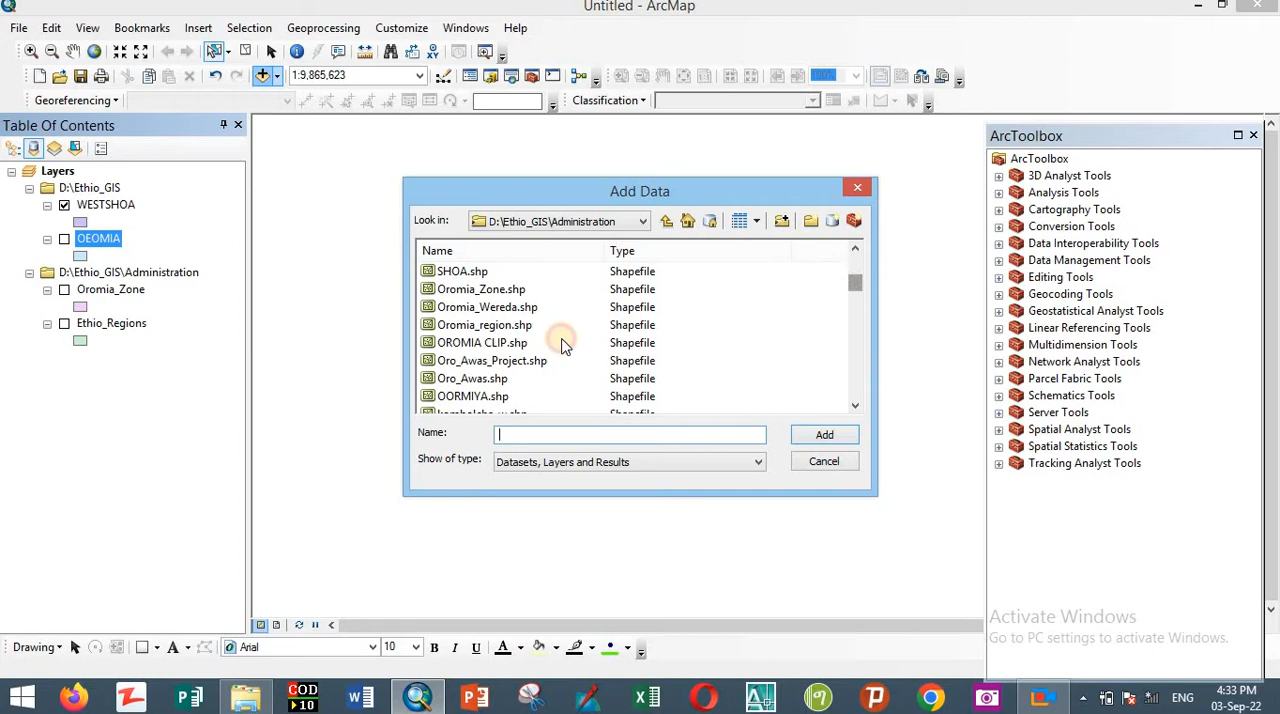 Untitled - ArcMap
File Edit View Bookmarks Insert Selection Geoprocessing Customize Windows Help
1:9,865,623
100%
Georeferencing
Classification
Table Of Contents
Layers
D:\Ethio_GIS
WESTSHOA
OEOMIA
D:\Ethio_GIS\Administration
Oromia_Zone
Ethio_Regions
Add Data
Look in: D:\Ethio_GIS\Administration
Name Type
SHOA.shp Shapefile
Oromia_Zone.shp Shapefile
Oromia_Wereda.shp Shapefile
Oromia_region.shp Shapefile
OROMIA CLIP.shp Shapefile
Oro_Awas_Project.shp Shapefile
Oro_Awas.shp Shapefile
OORMIYA.shp Shapefile
Name: Add
Show of type: Datasets, Layers and Results Cancel
ArcToolbox
ArcToolbox
3D Analyst Tools
Analysis Tools
Cartography Tools
Conversion Tools
Data Interoperability Tools
Data Management Tools
Editing Tools
Geocoding Tools
Geostatistical Analyst Tools
Linear Referencing Tools
Multidimension Tools
Network Analyst Tools
Parcel Fabric Tools
Schematics Tools
Server Tools
Spatial Analyst Tools
Spatial Statistics Tools
Tracking Analyst Tools
Activate Windows
Go to PC settings to activate Windows.
Drawing A Arial 10 B I U A
COD
10
ENG
4:33 PM
03-Sep-22